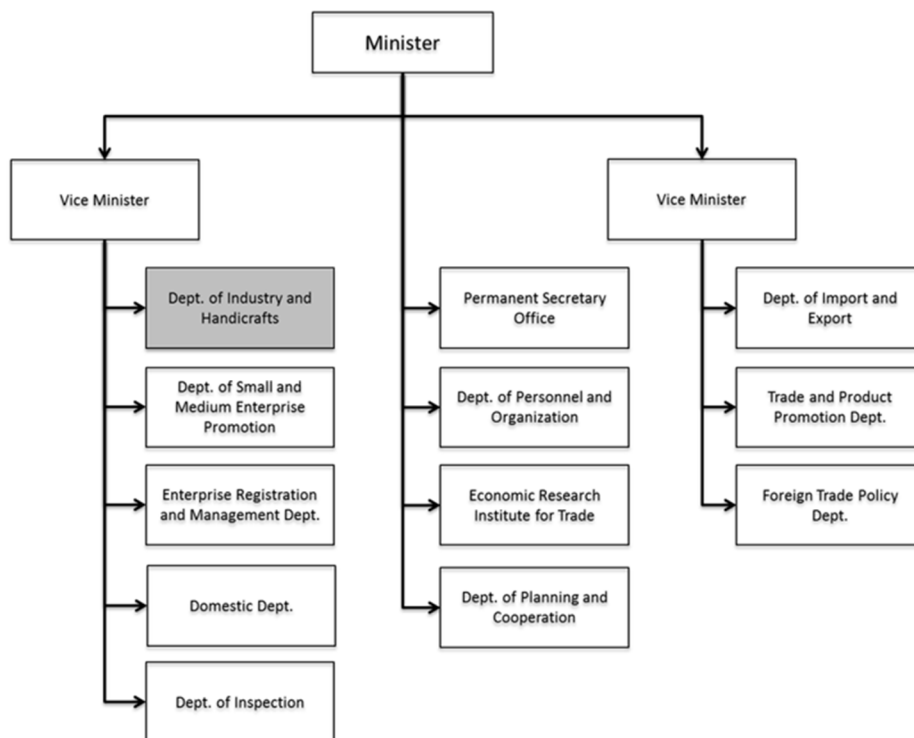 Minister
Vice Minister
Vice Minister
Dept. of Industry and
Handicrafts
Dept. of Small and
Medium Enterprise
Promotion
Enterprise Registration
and Management Dept.
Domestic Dept.
Dept. of Inspection
Permanent Secretary
Office
Dept. of Personnel and
Organization
Economic Research
Institute for Trade
Dept. of Planning and
Cooperation
Dept. of Import and
Export
Trade and Product
Promotion Dept.
Foreign Trade Policy
Dept.